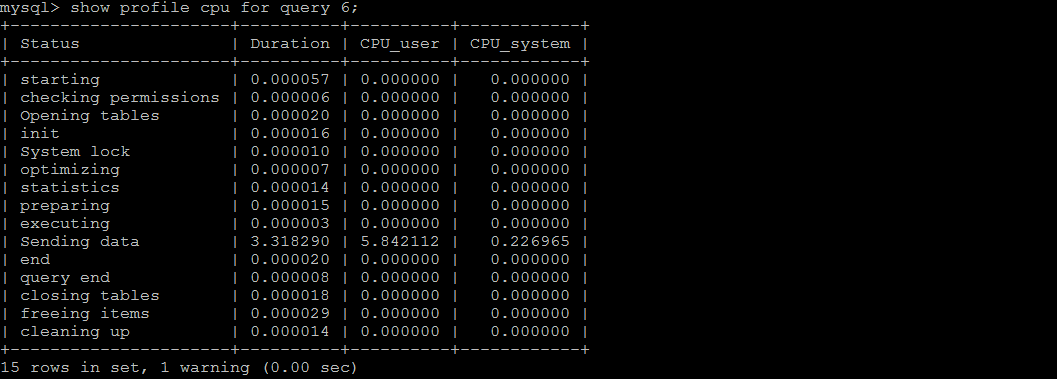 mysql> show profile cpu for query 6;
+----------------------+----------+----------+------------+
| Status               | Duration | CPU_user | CPU_system |
+----------------------+----------+----------+------------+
| starting             | 0.000057 | 0.000000 |   0.000000 |
| checking permissions | 0.000006 | 0.000000 |   0.000000 |
| Opening tables       | 0.000020 | 0.000000 |   0.000000 |
| init                 | 0.000016 | 0.000000 |   0.000000 |
| System lock          | 0.000010 | 0.000000 |   0.000000 |
| optimizing           | 0.000007 | 0.000000 |   0.000000 |
| statistics           | 0.000014 | 0.000000 |   0.000000 |
| preparing            | 0.000015 | 0.000000 |   0.000000 |
| executing            | 0.000003 | 0.000000 |   0.000000 |
| Sending data         | 3.318290 | 5.842112 |   0.226965 |
| end                  | 0.000020 | 0.000000 |   0.000000 |
| query end            | 0.000008 | 0.000000 |   0.000000 |
| closing tables       | 0.000018 | 0.000000 |   0.000000 |
| freeing items        | 0.000029 | 0.000000 |   0.000000 |
| cleaning up          | 0.000014 | 0.000000 |   0.000000 |
+----------------------+----------+----------+------------+
15 rows in set, 1 warning (0.00 sec)